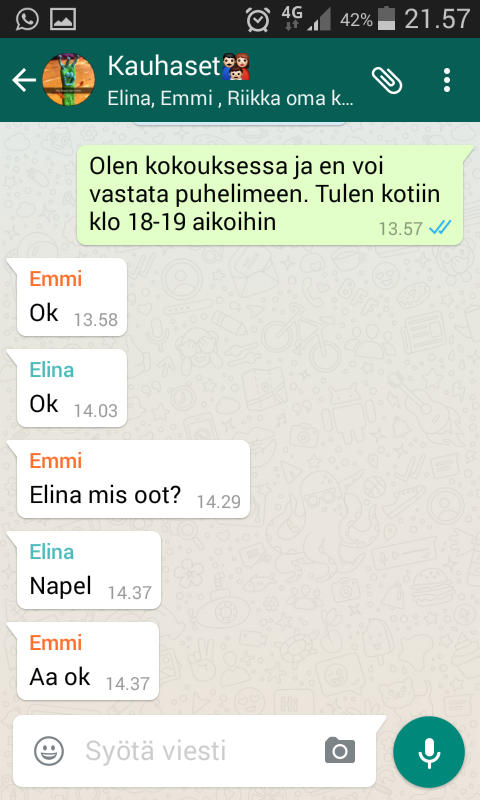 4G 42% 21.57
Kauhaset
Elina, Emmi , Riikka oma k...
Olen kokouksessa ja en voi
vastata puhelimeen. Tulen kotiin
klo 18-19 aikoihin 13.57
Emmi
Ok 13.58
Elina
Ok 14.03
Emmi
Elina mis oot? 14.29
Elina
Napel 14.37
Emmi
Aa ok 14.37
Syötä viesti